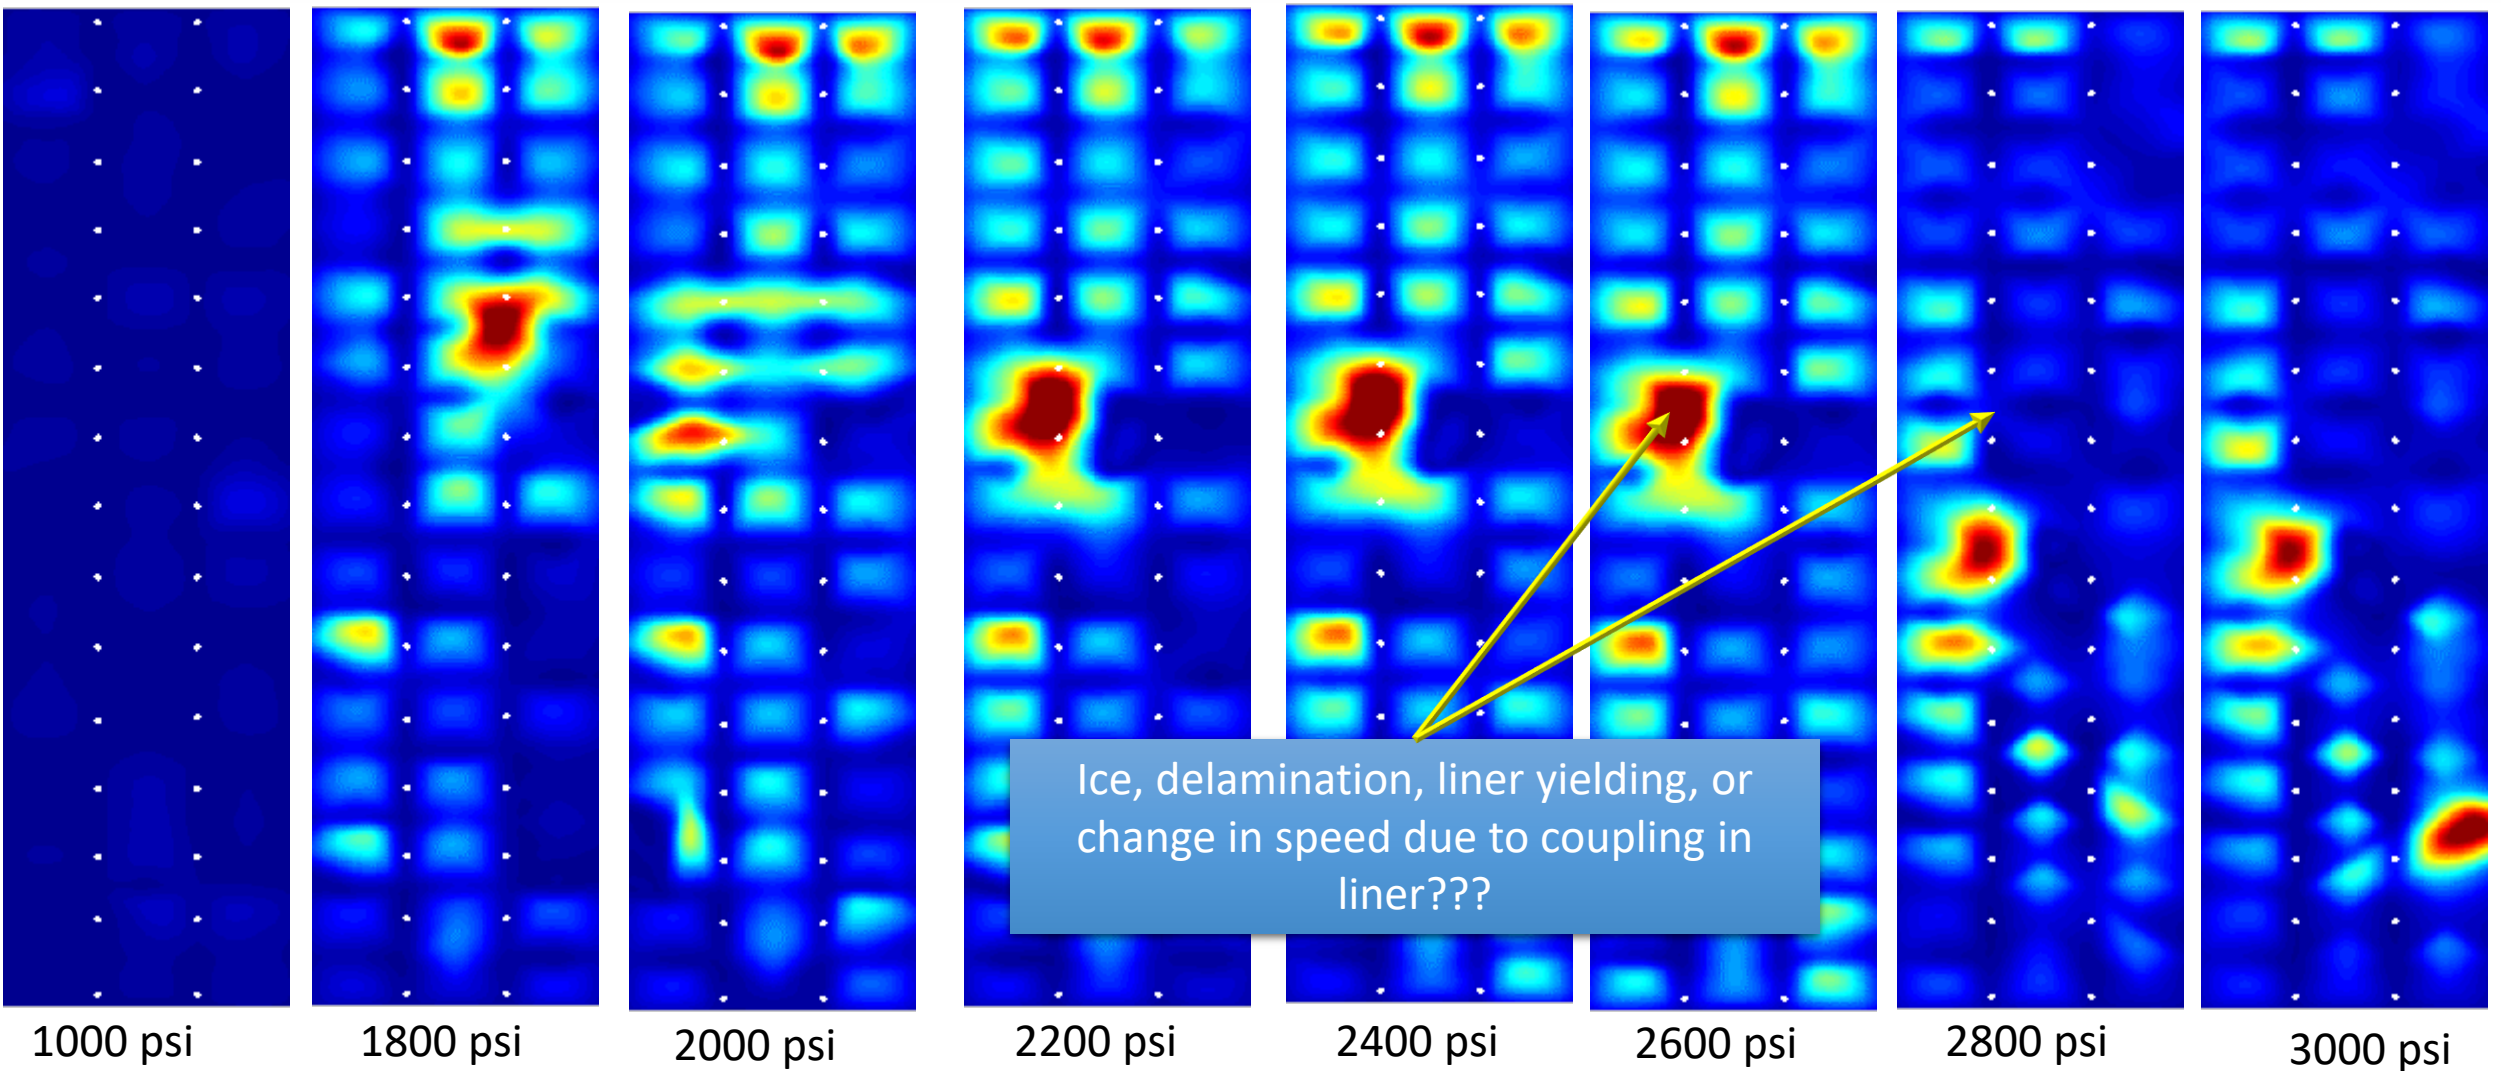 Ice, delamination, liner yielding, or
change in speed due to coupling in
liner???
1000 psi
1800 psi
2000 psi
2200 psi
2400 psi
2600 psi
2800 psi
3000 psi